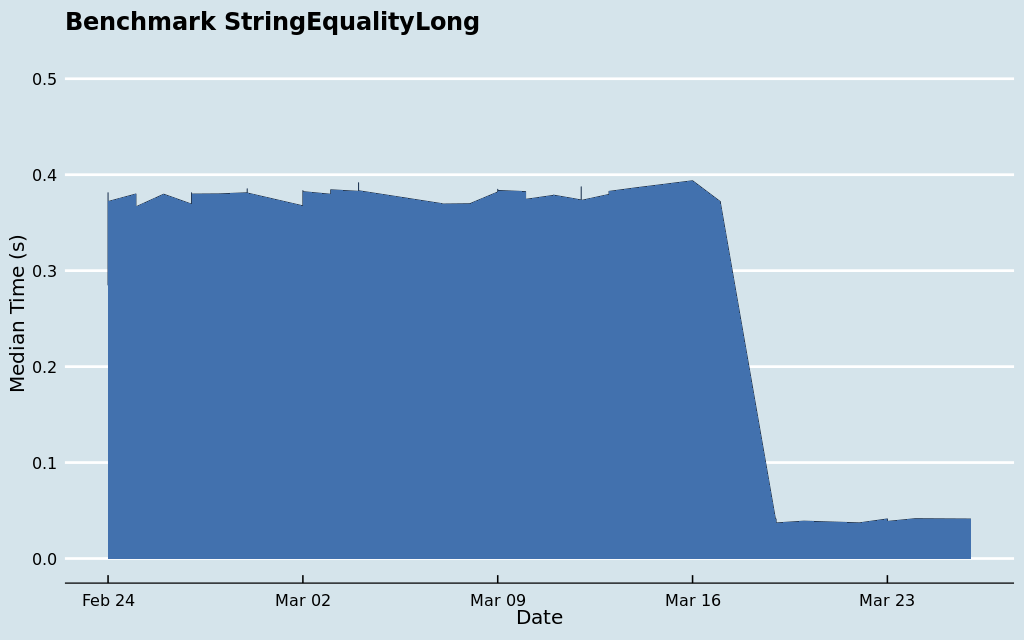 Benchmark StringEqualityLong
0.5
0.4
0.3
0.2
0.1
0.0
Median Time (s)
Feb 24
Mar 02
Mar 09
Mar 16
Mar 23
Date